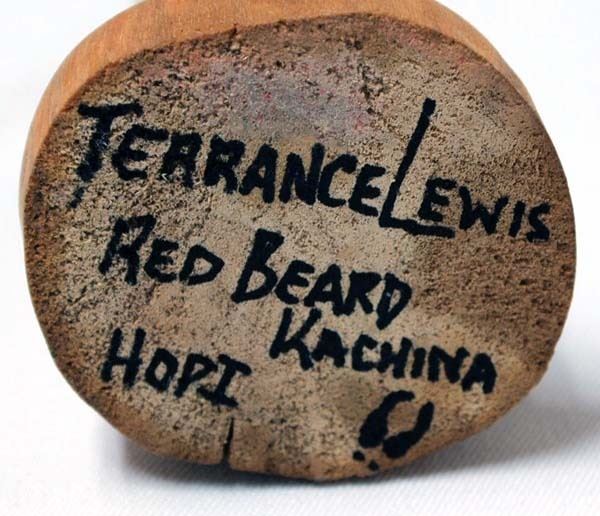 Terrance Lewis
Red Beard
Kachina
Hopi